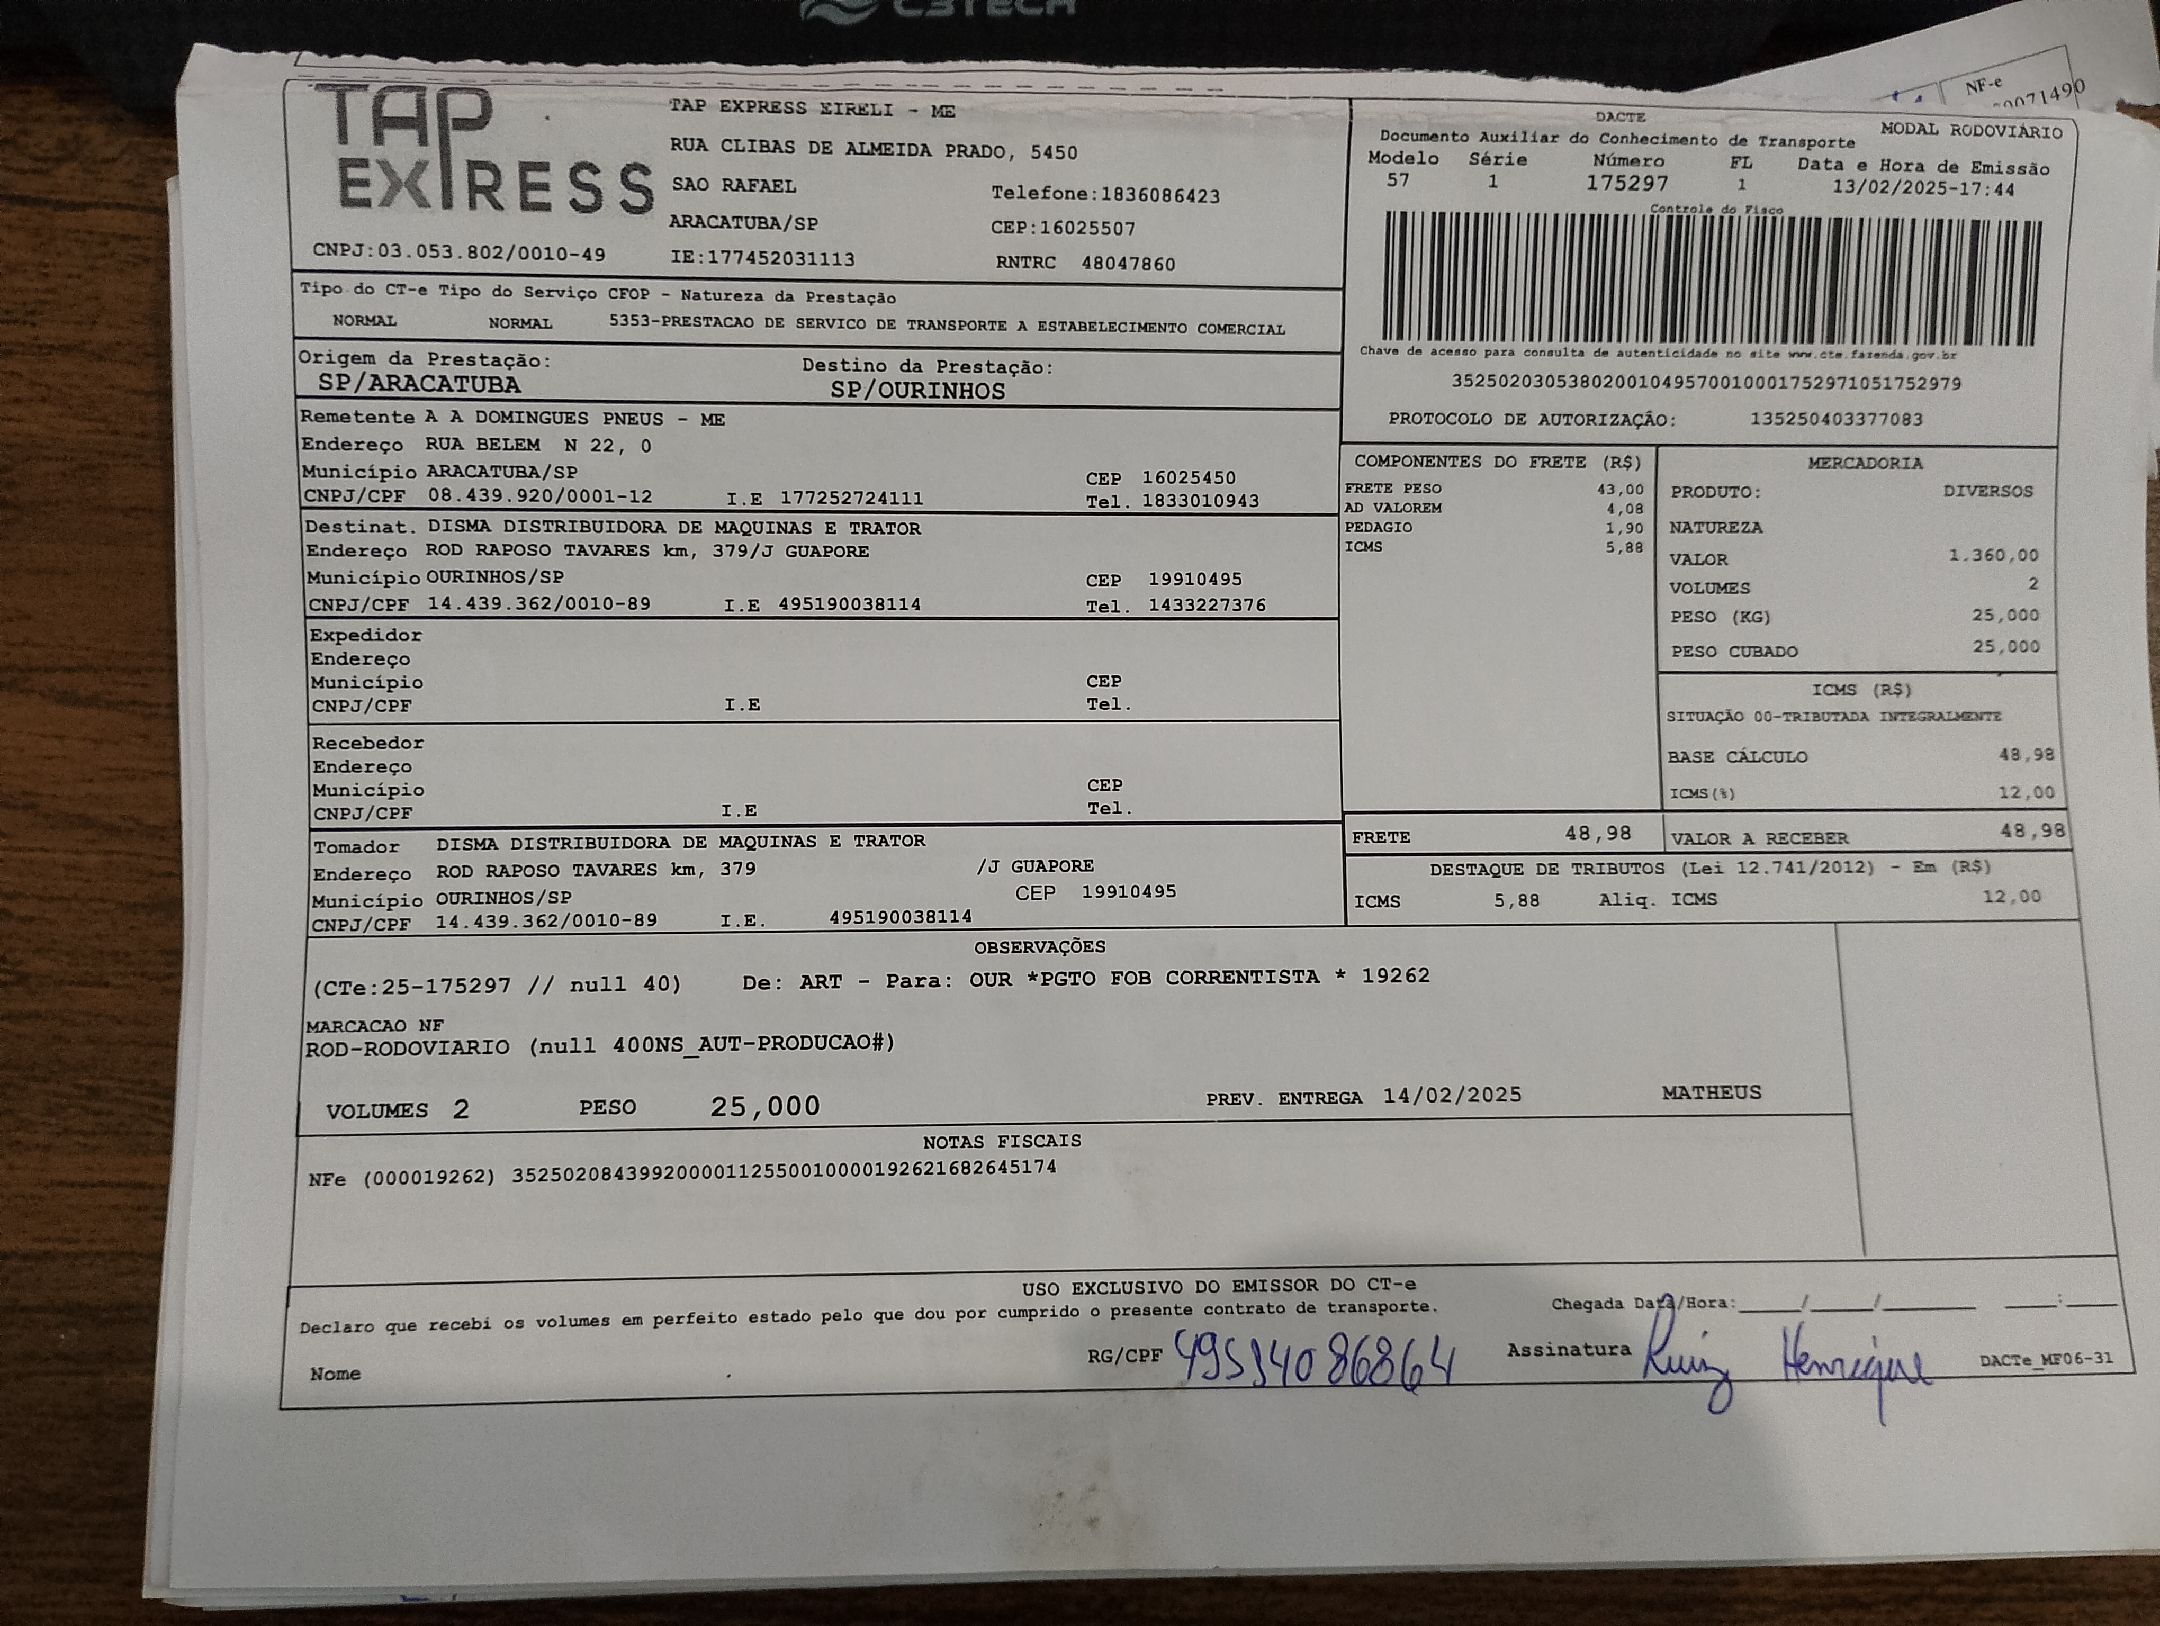 C3TECH
NF-e
TAP
EXPRESS
TAP EXPRESS EIRELI - ME
RUA CLIBAS DE ALMEIDA PRADO, 5450
SAO RAFAEL
Telefone:1836086423
ARACATUBA/SP
CEP:16025507
CNPJ:03.053.802/0010-49
IE:177452031113
RNTRC 48047860
DACTE
MODAL RODOVIÁRIO
Documento Auxiliar do Conhecimento de Transporte
Modelo Série Número FL Data e Hora de Emissão
57 1 175297 1 13/02/2025-17:44
Controle do Fisco
Chave de acesso para consulta de autenticidade no site www.cte.fazenda.gov.br
35250203053802001049570010001752971051752979
PROTOCOLO DE AUTORIZAÇÃO: 135250403377083
Tipo do CT-e Tipo do Serviço CFOP - Natureza da Prestação
NORMAL NORMAL 5353-PRESTACAO DE SERVICO DE TRANSPORTE A ESTABELECIMENTO COMERCIAL
Origem da Prestação: Destino da Prestação:
SP/ARACATUBA SP/OURINHOS
Remetente A A DOMINGUES PNEUS - ME
Endereço RUA BELEM N 22, 0
Município ARACATUBA/SP CEP 16025450
CNPJ/CPF 08.439.920/0001-12 I.E 177252724111 Tel. 1833010943
Destinat. DISMA DISTRIBUIDORA DE MAQUINAS E TRATOR
Endereço ROD RAPOSO TAVARES km, 379/J GUAPORE
Município OURINHOS/SP CEP 19910495
CNPJ/CPF 14.439.362/0010-89 I.E 495190038114 Tel. 1433227376
Expedidor
Endereço
Município CEP
CNPJ/CPF I.E Tel.
Recebedor
Endereço
Município CEP
CNPJ/CPF I.E Tel.
Tomador DISMA DISTRIBUIDORA DE MAQUINAS E TRATOR
Endereço ROD RAPOSO TAVARES km, 379 /J GUAPORE
Município OURINHOS/SP CEP 19910495
CNPJ/CPF 14.439.362/0010-89 I.E. 495190038114
COMPONENTES DO FRETE (R$)
FRETE PESO 43,00
AD VALOREM 4,08
PEDAGIO 1,90
ICMS 5,88
MERCADORIA
PRODUTO: DIVERSOS
NATUREZA
VALOR 1.360,00
VOLUMES 2
PESO (KG) 25,000
PESO CUBADO 25,000
ICMS (R$)
SITUAÇÃO 00-TRIBUTADA INTEGRALMENTE
BASE CÁLCULO 48,98
ICMS(%) 12,00
FRETE 48,98 VALOR A RECEBER 48,98
DESTAQUE DE TRIBUTOS (Lei 12.741/2012) - Em (R$)
ICMS 5,88 Aliq. ICMS 12,00
OBSERVAÇÕES
(CTe:25-175297 // null 40) De: ART - Para: OUR *PGTO FOB CORRENTISTA * 19262
MARCACAO NF
ROD-RODOVIARIO (null 400NS_AUT-PRODUCAO#)
VOLUMES 2 PESO 25,000 PREV. ENTREGA 14/02/2025 MATHEUS
NOTAS FISCAIS
NFe (000019262) 35250208439920000112550010000192621682645174
USO EXCLUSIVO DO EMISSOR DO CT-e
Declaro que recebi os volumes em perfeito estado pelo que dou por cumprido o presente contrato de transporte. Chegada Data/Hora:____/____/______ ___:___
Nome RG/CPF 49514086864 Assinatura Luiz Henrique DACTe_MF06-31